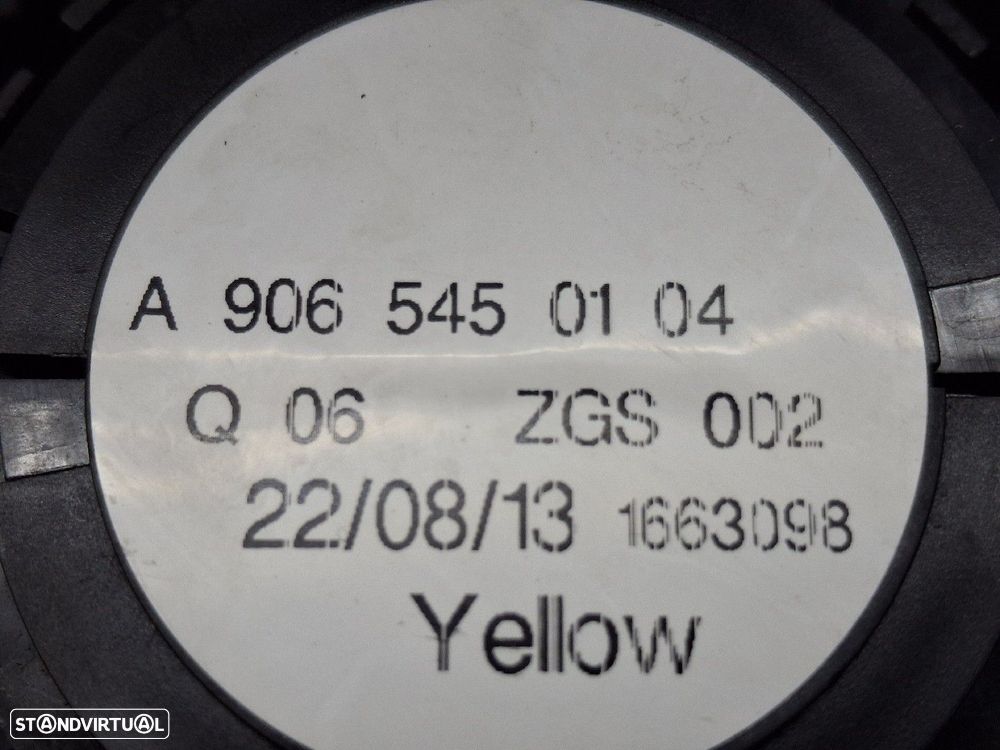 A 906 545 01 04
Q 06 ZGS 002
22/08/13 1663098
Yellow
STANDVIRTUAL